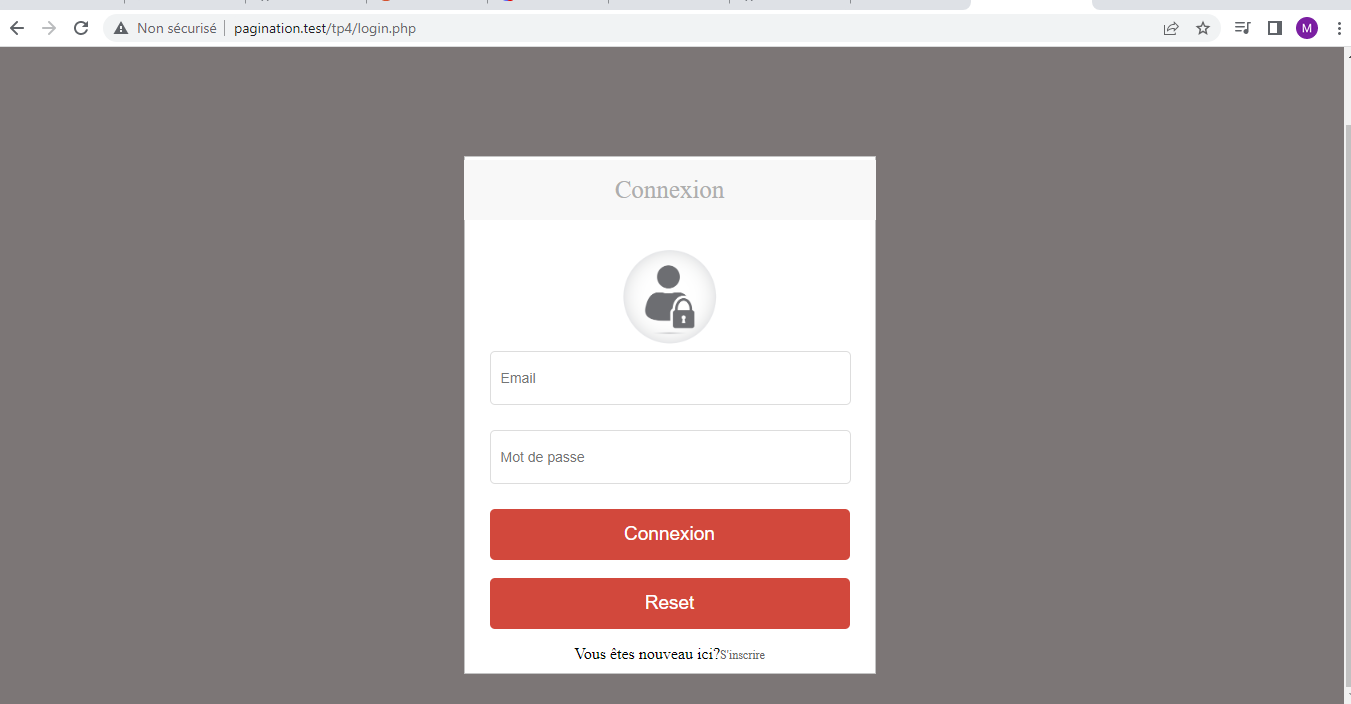 Non sécurisé pagination.test/tp4/login.php M
Connexion
Email
Mot de passe
Connexion
Reset
Vous êtes nouveau ici?S'inscrire